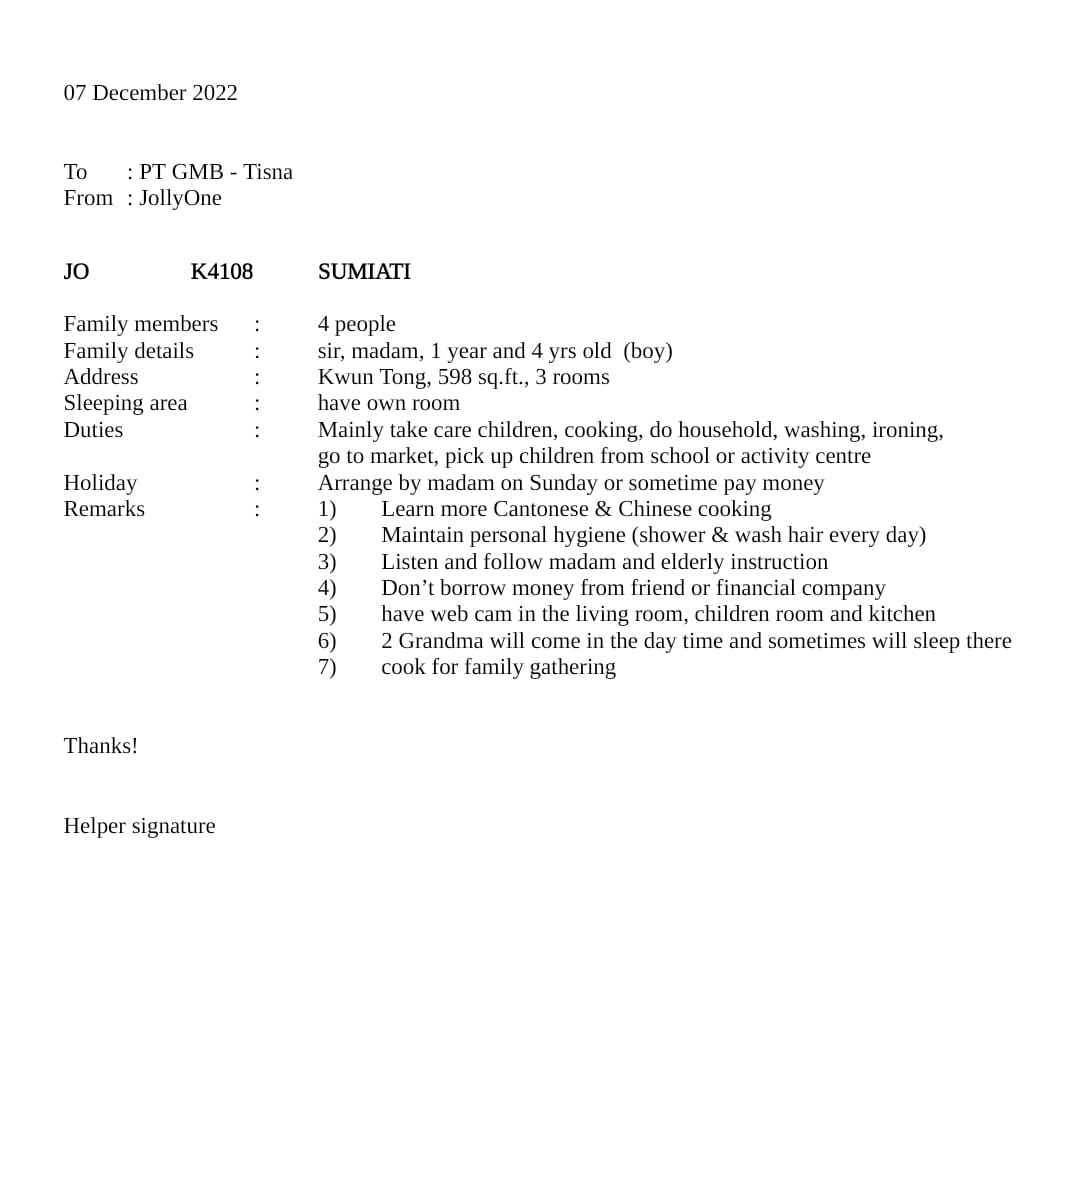 07 December 2022
To : PT GMB - Tisna
From : JollyOne
JO K4108 SUMIATI
Family members : 4 people
Family details : sir, madam, 1 year and 4 yrs old (boy)
Address : Kwun Tong, 598 sq.ft., 3 rooms
Sleeping area : have own room
Duties : Mainly take care children, cooking, do household, washing, ironing,
go to market, pick up children from school or activity centre
Holiday : Arrange by madam on Sunday or sometime pay money
Remarks : 1) Learn more Cantonese & Chinese cooking
2) Maintain personal hygiene (shower & wash hair every day)
3) Listen and follow madam and elderly instruction
4) Don’t borrow money from friend or financial company
5) have web cam in the living room, children room and kitchen
6) 2 Grandma will come in the day time and sometimes will sleep there
7) cook for family gathering
Thanks!
Helper signature